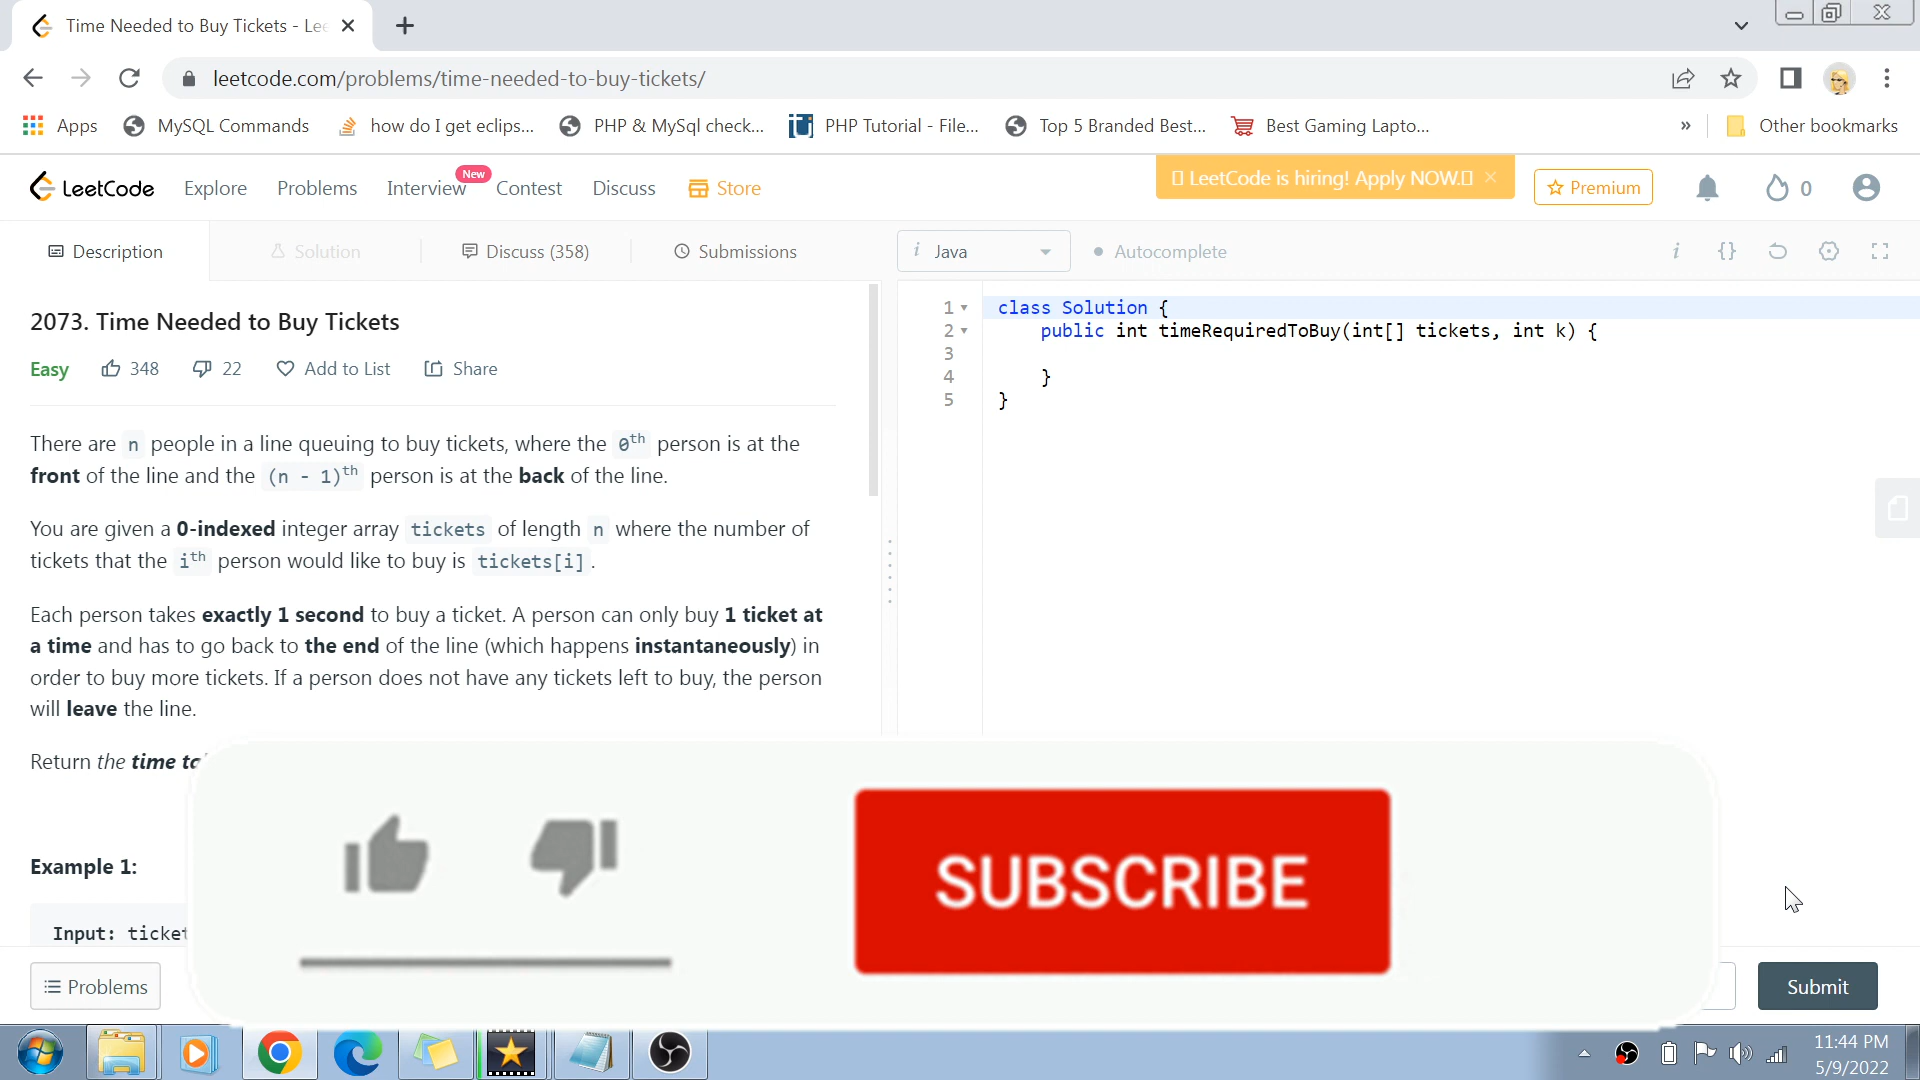 Time Needed to Buy Tickets - Lee
leetcode.com/problems/time-needed-to-buy-tickets/
Apps MySQL Commands how do I get eclips... PHP & MySql check... PHP Tutorial - File... Top 5 Branded Best... Best Gaming Lapto... » Other bookmarks
LeetCode Explore Problems Interview New Contest Discuss Store LeetCode is hiring! Apply NOW. Premium 0
Description Solution Discuss (358) Submissions i Java Autocomplete
2073. Time Needed to Buy Tickets
Easy 348 22 Add to List Share
There are n people in a line queuing to buy tickets, where the 0th person is at the
front of the line and the (n - 1)th person is at the back of the line.
You are given a 0-indexed integer array tickets of length n where the number of
tickets that the ith person would like to buy is tickets[i].
Each person takes exactly 1 second to buy a ticket. A person can only buy 1 ticket at
a time and has to go back to the end of the line (which happens instantaneously) in
order to buy more tickets. If a person does not have any tickets left to buy, the person
will leave the line.
Return the time
Example 1:
Input: ticket
1 class Solution {
2 public int timeRequiredToBuy(int[] tickets, int k) {
3
4 }
5 }
SUBSCRIBE
Problems
Submit
11:44 PM
5/9/2022